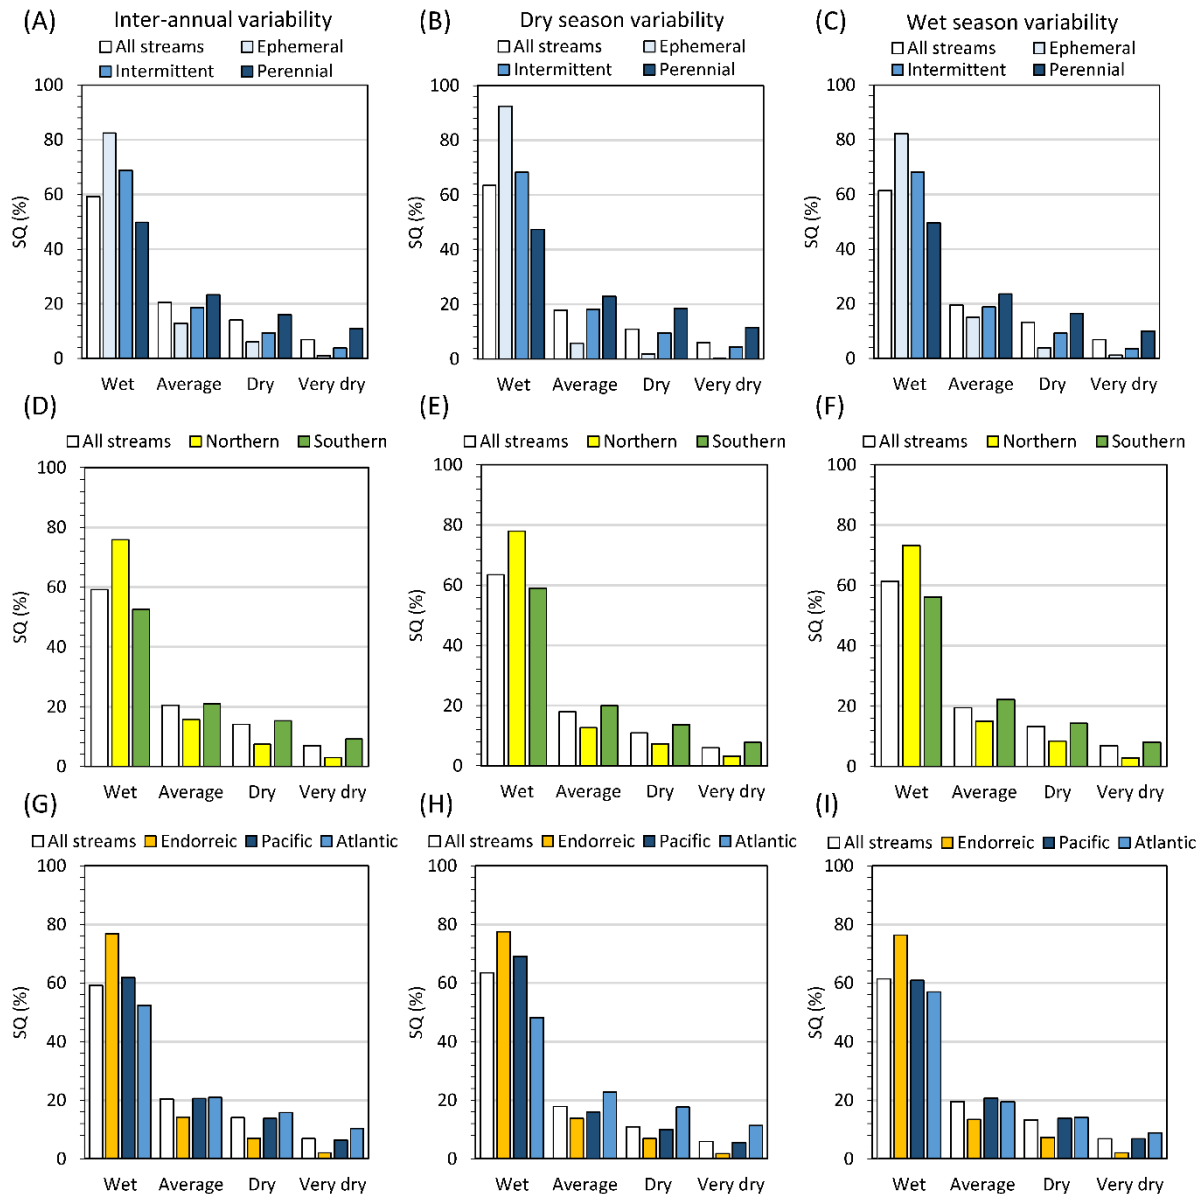 (A) Inter-annual variability
All streams Ephemeral
Intermittent Perennial
SQ (%)
100
80
60
40
20
0
Wet Average Dry Very dry
(B) Dry season variability
All streams Ephemeral
Intermittent Perennial
SQ (%)
100
80
60
40
20
0
Wet Average Dry Very dry
(C) Wet season variability
All streams Ephemeral
Intermittent Perennial
SQ (%)
100
80
60
40
20
0
Wet Average Dry Very dry
(D)
All streams Northern Southern
SQ (%)
100
80
60
40
20
0
Wet Average Dry Very dry
(E)
All streams Northern Southern
SQ (%)
100
80
60
40
20
0
Wet Average Dry Very dry
(F)
All streams Northern Southern
SQ (%)
100
80
60
40
20
0
Wet Average Dry Very dry
(G)
All streams Endorreic Pacific Atlantic
SQ (%)
100
80
60
40
20
0
Wet Average Dry Very dry
(H)
All streams Endorreic Pacific Atlantic
SQ (%)
100
80
60
40
20
0
Wet Average Dry Very dry
(I)
All streams Endorreic Pacific Atlantic
SQ (%)
100
80
60
40
20
0
Wet Average Dry Very dry